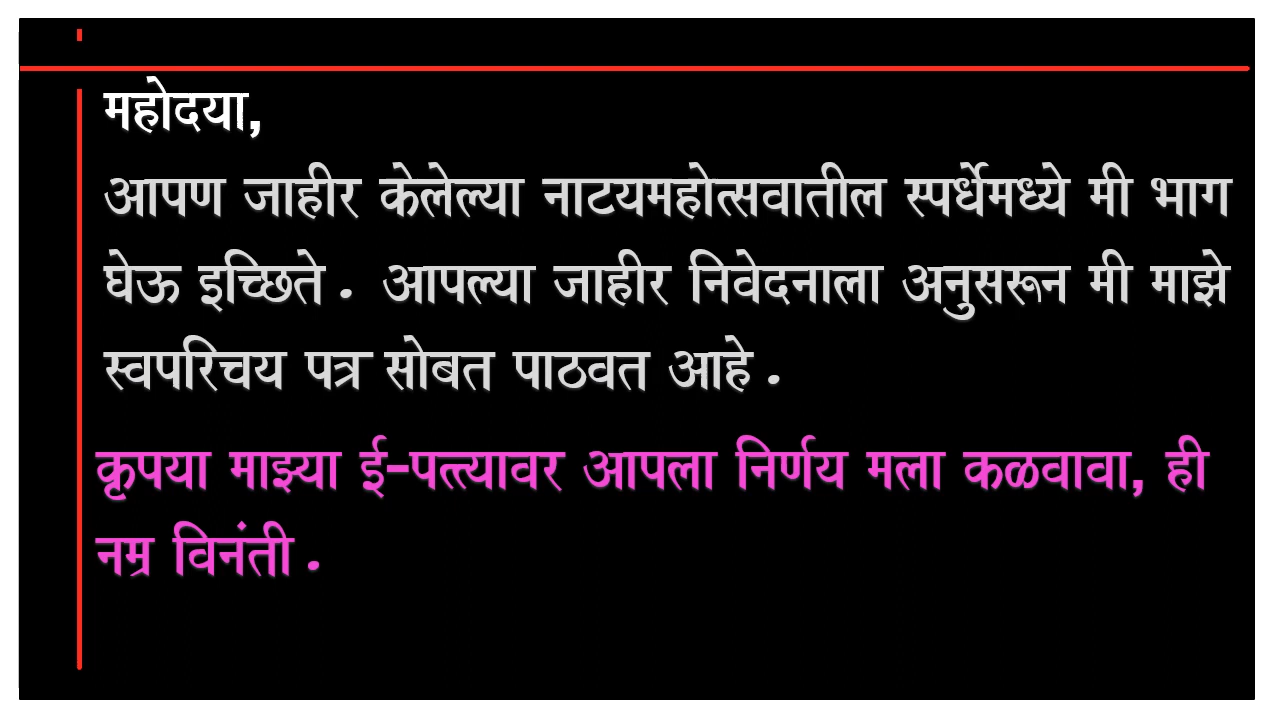 महोदया,
आपण जाहीर केलेल्या नाटयमहोत्सवातील स्पर्धेमध्ये मी भाग
घेऊ इच्छिते. आपल्या जाहीर निवेदनाला अनुसरून मी माझे
स्वपरिचय पत्र सोबत पाठवत आहे.
कृपया माझ्या ई-पत्त्यावर आपला निर्णय मला कळवावा, ही
नम्र विनंती.